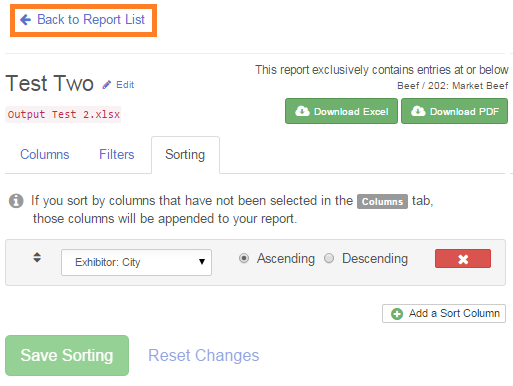 Back to Report List
This report exclusively contains entries at or below
Test Two Edit
Beef / 202: Market Beef
Output Test 2.xlsx
Download Excel Download PDF
Columns Filters Sorting
If you sort by columns that have not been selected in the Columns tab,
those columns will be appended to your report.
Exhibitor: City Ascending Descending
Add a Sort Column
Save Sorting Reset Changes